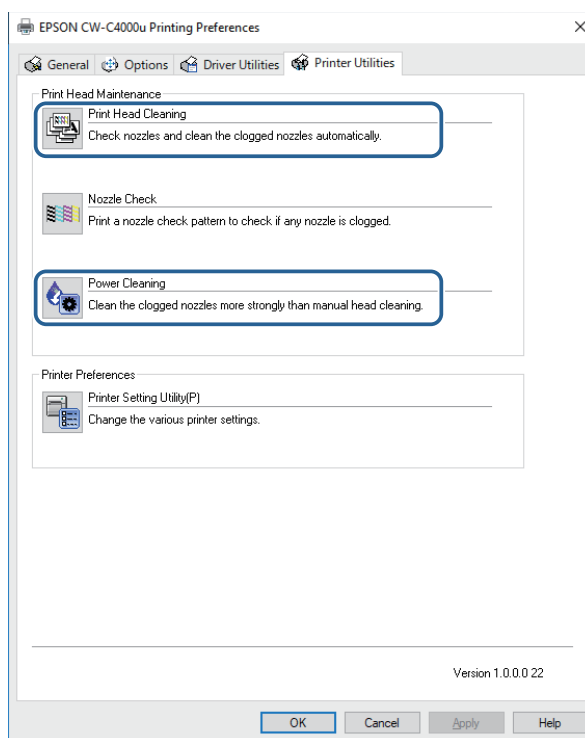 EPSON CW-C4000u Printing Preferences
General Options Driver Utilities Printer Utilities
Print Head Maintenance
Print Head Cleaning
Check nozzles and clean the clogged nozzles automatically.
Nozzle Check
Print a nozzle check pattern to check if any nozzle is clogged.
Power Cleaning
Clean the clogged nozzles more strongly than manual head cleaning.
Printer Preferences
Printer Setting Utility(P)
Change the various printer settings.
Version 1.0.0.0 22
OK Cancel Apply Help